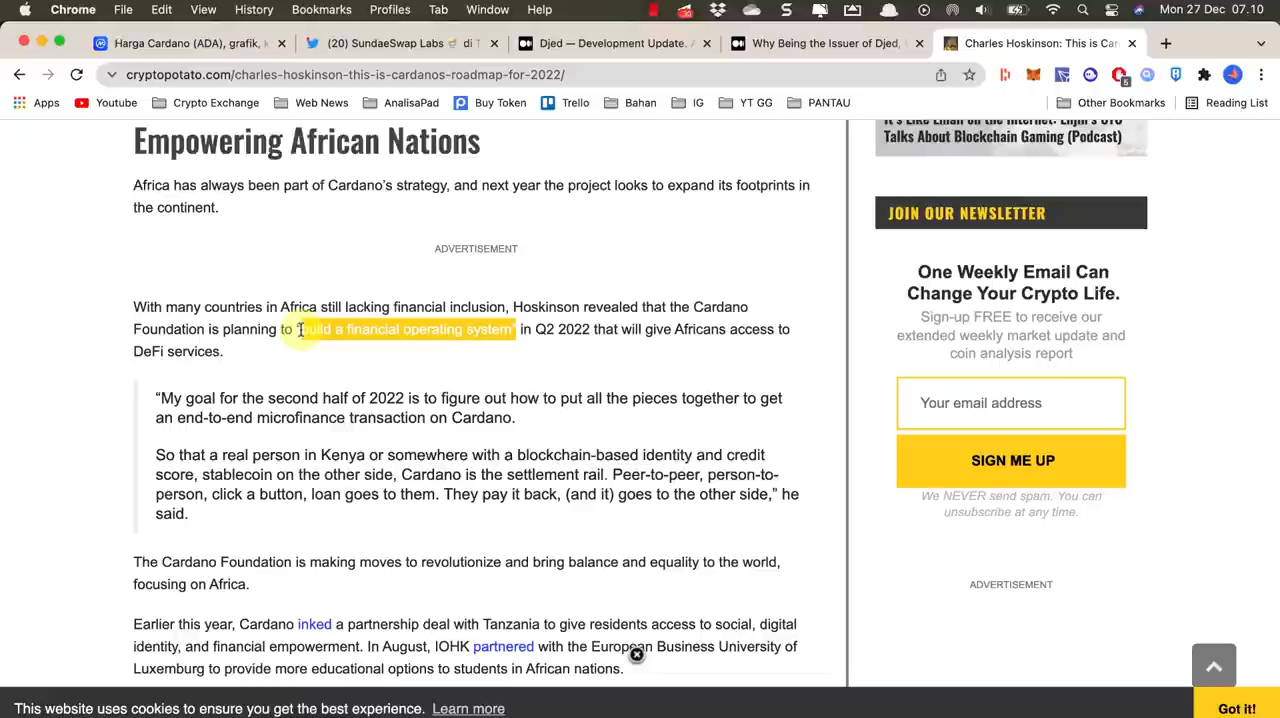 Chrome File Edit View History Bookmarks Profiles Tab Window Help Mon 27 Dec 07.10
Harga Cardano (ADA), grafik, k
(20) SundaeSwap Labs di T
Djed — Development Update. A
Why Being the Issuer of Djed, U
Charles Hoskinson: This is Car
cryptopotato.com/charles-hoskinson-this-is-cardanos-roadmap-for-2022/
Apps Youtube Crypto Exchange Web News AnalisaPad Buy Token Trello Bahan IG YT GG PANTAU Other Bookmarks Reading List
Empowering African Nations
Africa has always been part of Cardano's strategy, and next year the project looks to expand its footprints in
the continent.
ADVERTISEMENT
With many countries in Africa still lacking financial inclusion, Hoskinson revealed that the Cardano
Foundation is planning to “build a financial operating system” in Q2 2022 that will give Africans access to
DeFi services.
“My goal for the second half of 2022 is to figure out how to put all the pieces together to get
an end-to-end microfinance transaction on Cardano.
So that a real person in Kenya or somewhere with a blockchain-based identity and credit
score, stablecoin on the other side, Cardano is the settlement rail. Peer-to-peer, person-to-
person, click a button, loan goes to them. They pay it back, (and it) goes to the other side,” he
said.
The Cardano Foundation is making moves to revolutionize and bring balance and equality to the world,
focusing on Africa.
Earlier this year, Cardano inked a partnership deal with Tanzania to give residents access to social, digital
identity, and financial empowerment. In August, IOHK partnered with the European Business University of
Luxemburg to provide more educational options to students in African nations.
It's Like Email on the Internet: Enjin's CTO
Talks About Blockchain Gaming (Podcast)
JOIN OUR NEWSLETTER
One Weekly Email Can
Change Your Crypto Life.
Sign-up FREE to receive our
extended weekly market update and
coin analysis report
Your email address
SIGN ME UP
We NEVER send spam. You can
unsubscribe at any time.
ADVERTISEMENT
This website uses cookies to ensure you get the best experience. Learn more
Got it!